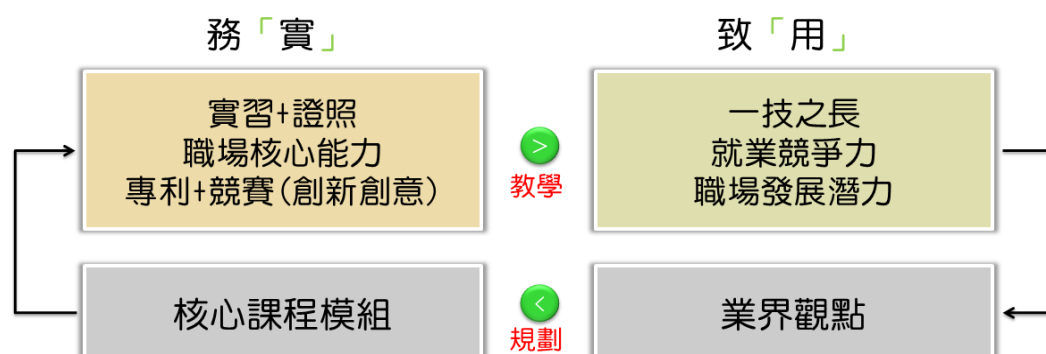 務「實」
致「用」
實習+證照
職場核心能力
專利+競賽(創新創意)
>
教學
一技之長
就業競爭力
職場發展潛力
核心課程模組
<
規劃
業界觀點